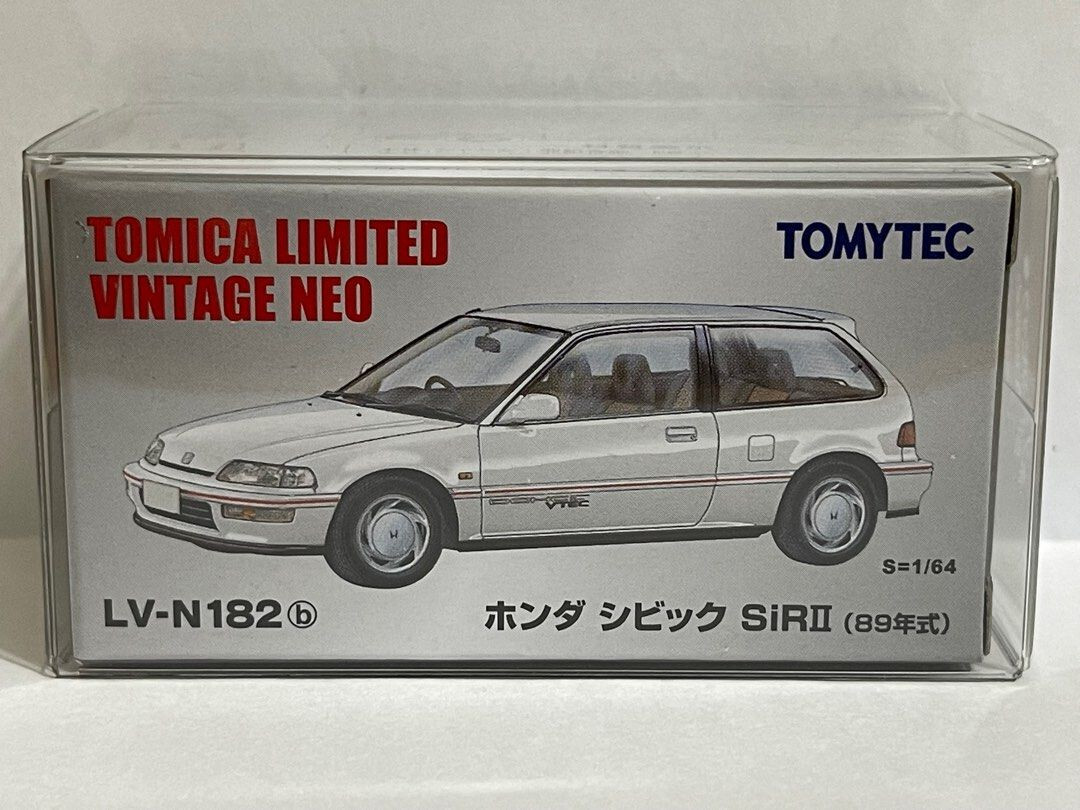 TOMICA LIMITED
VINTAGE NEO
TOMYTEC
VTEC
S=1/64
LV-N182ⓑ
ホンダ シビック SiRⅡ (89年式)